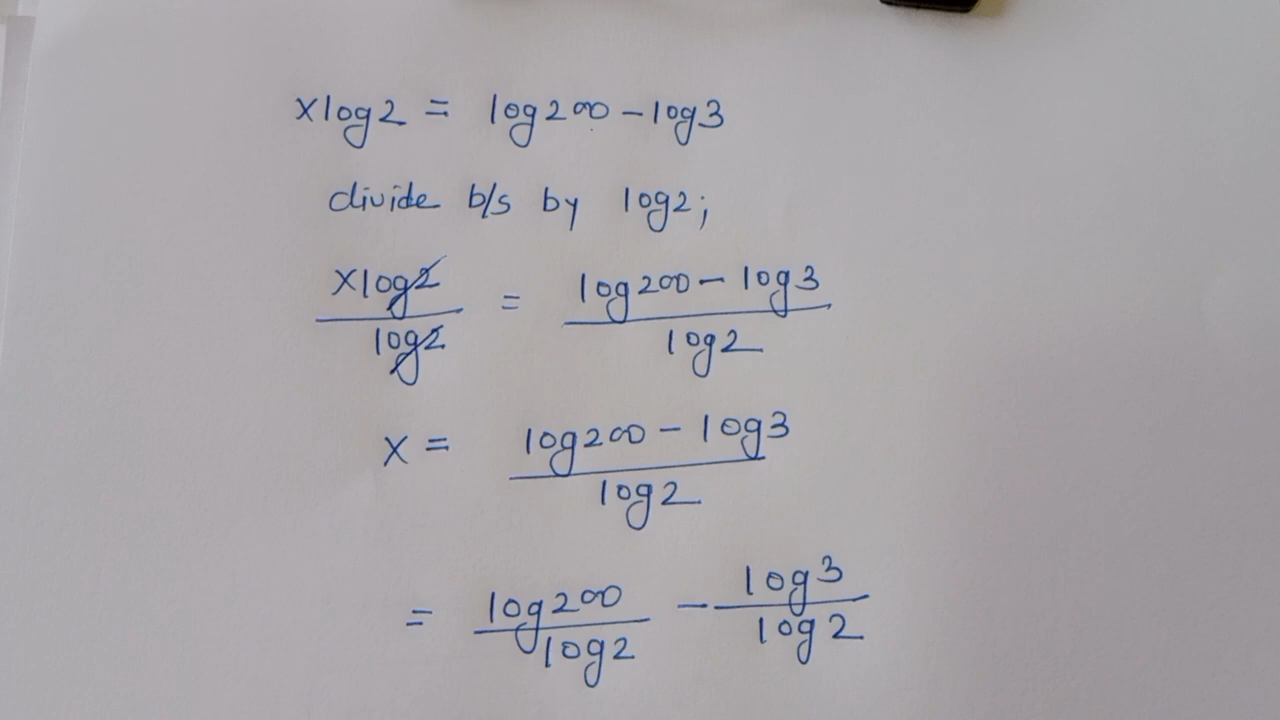 xlog2 = log200 - log3
divide b/s by log2;
xlog2/log2 = (log200 - log3)/log2
x = (log200 - log3)/log2
= log200/log2 - log3/log2